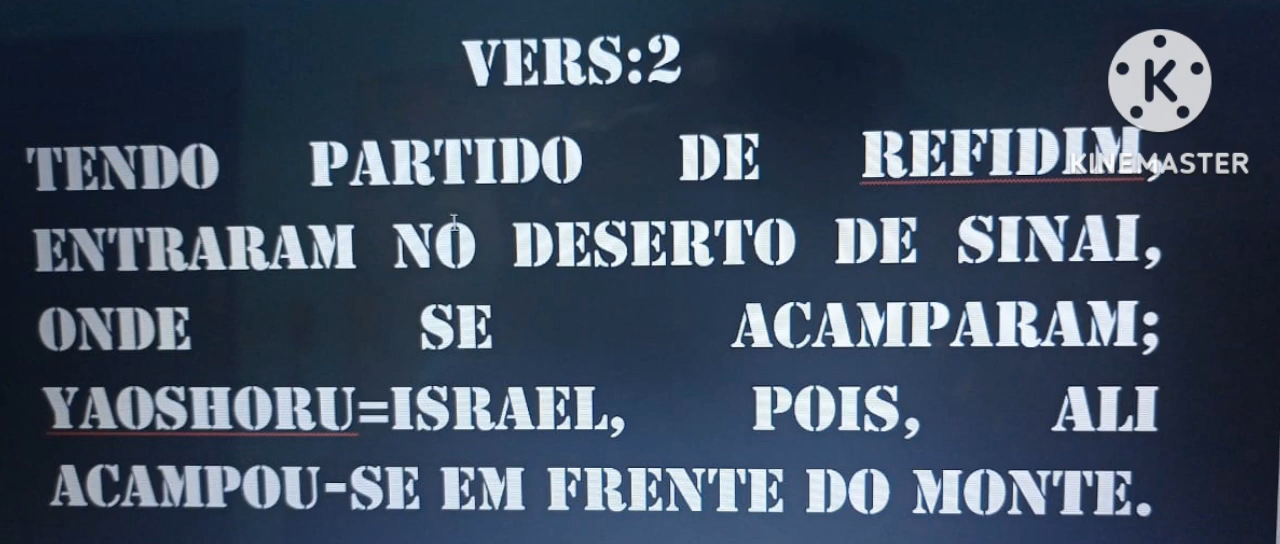 VERS:2
TENDO PARTIDO DE REFIDIM,
KINEMASTER
ENTRARAM NO DESERTO DE SINAI,
ONDE SE ACAMPARAM;
YAOSHORU=ISRAEL, POIS, ALI
ACAMPOU-SE EM FRENTE DO MONTE.